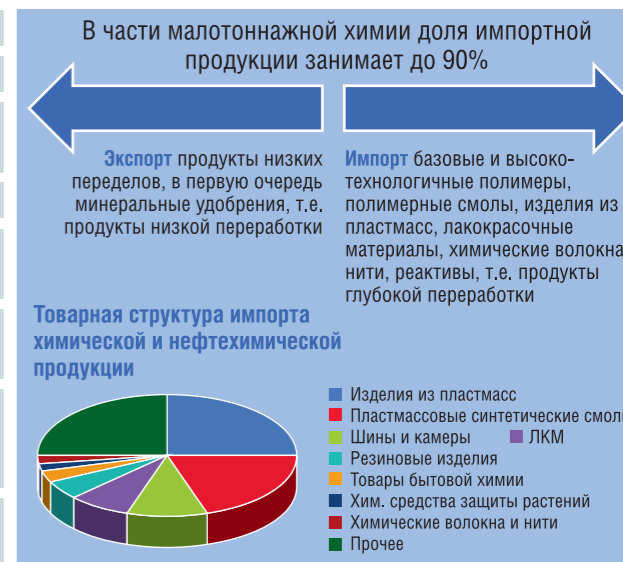 В части малотоннажной химии доля импортной
продукции занимает до 90%
Экспорт продукты низких
переделов, в первую очередь
минеральные удобрения, т.е.
продукты низкой переработки
Импорт базовые и высоко-
технологичные полимеры,
полимерные смолы, изделия из
пластмасс, лакокрасочные
материалы, химические волокна
нити, реактивы, т.е. продукты
глубокой переработки
Товарная структура импорта
химической и нефтехимической
продукции
Изделия из пластмасс
Пластмассовые синтетические смолы
Шины и камеры
ЛКМ
Резиновые изделия
Товары бытовой химии
Хим. средства защиты растений
Химические волокна и нити
Прочее